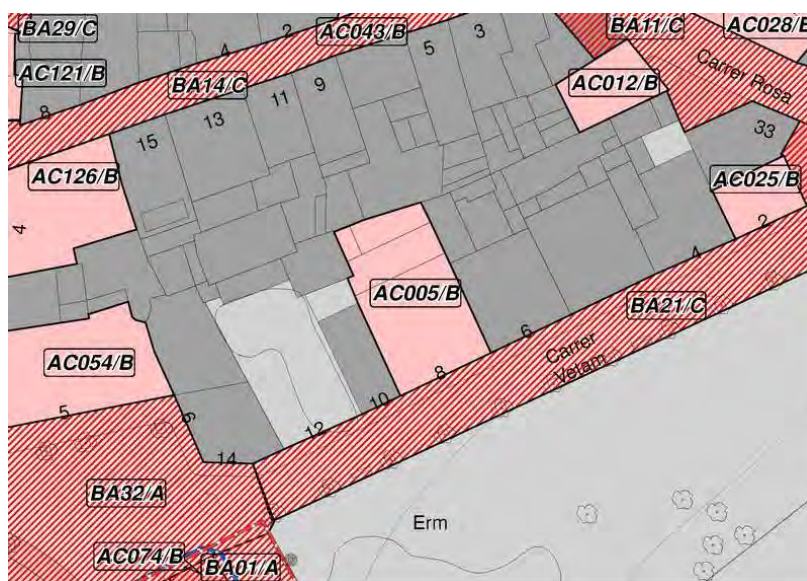 BA29/C
AC043/B
BA11/C
AC028/B
4
2
5
3
AC121/B
BA14/C
9
AC012/B
Carrer Rosa
8
11
13
15
33
AC126/B
AC025/B
4
2
4
AC005/B
BA21/C
6
Carrer
Vetam
AC054/B
8
10
5
9
12
14
BA32/A
Erm
AC074/B
BA01/A